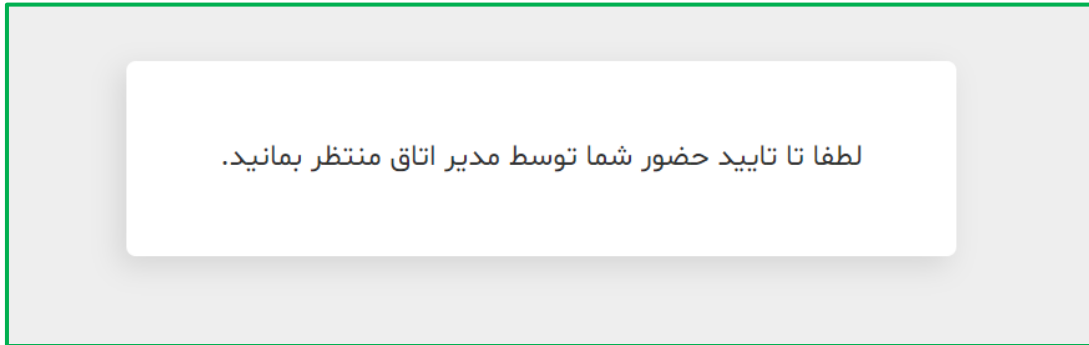 لطفا تا تایید حضور شما توسط مدیر اتاق منتظر بمانید.